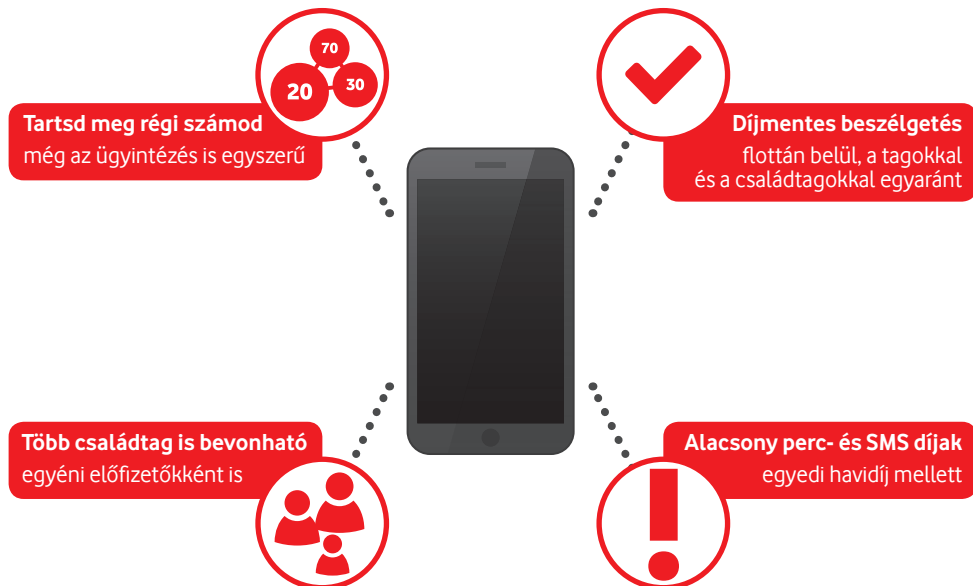 70
20
30
Tartsd meg régi számod
még az ügyintézés is egyszerű
Díjmentes beszélgetés
flottán belül, a tagokkal
és a családtagokkal egyaránt
Több családtag is bevonható
egyéni előfizetőkként is
Alacsony perc- és SMS díjak
egyedi havidíj mellett